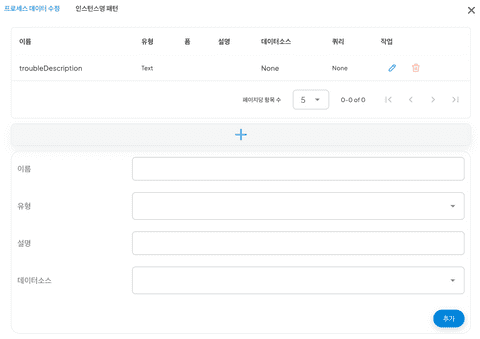 프로세스 데이터 수정 인스턴스명 패턴
이름 유형 폼 설명 데이터소스 쿼리 작업
troubleDescription Text None None
페이지당 항목 수 5 0-0 of 0
이름
유형
설명
데이터소스
추가